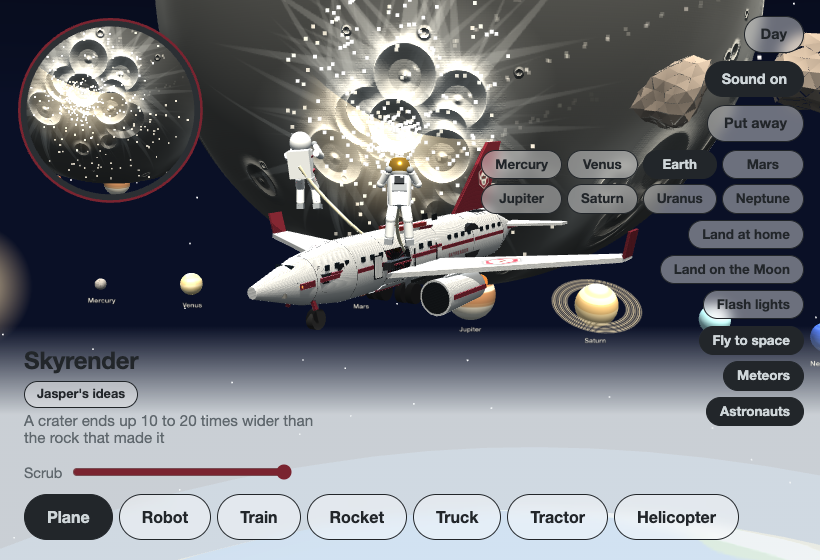 Day
Sound on
Put away
Mercury
Venus
Earth
Mars
Jupiter
Saturn
Uranus
Neptune
Land at home
Land on the Moon
Flash lights
Fly to space
Meteors
Astronauts
Mercury
Venus
Mars
Jupiter
Saturn
Skyrender
Jasper's ideas
A crater ends up 10 to 20 times wider than
the rock that made it
Scrub
Plane
Robot
Train
Rocket
Truck
Tractor
Helicopter